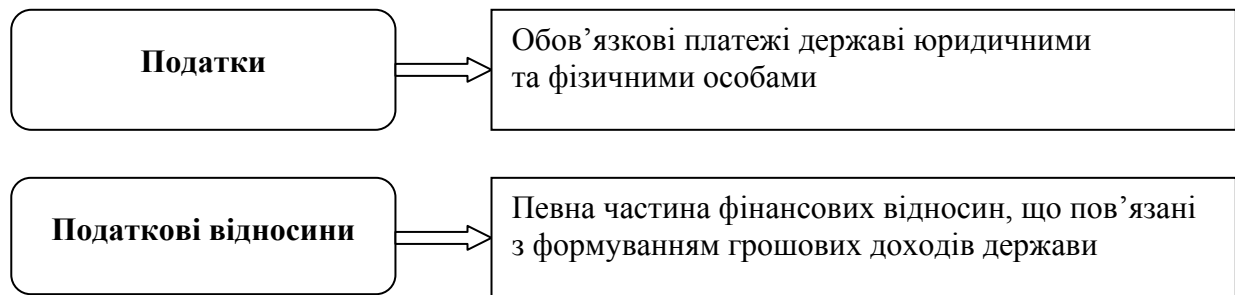 Податки
Обов’язкові платежі державі юридичними
та фізичними особами
Податкові відносини
Певна частина фінансових відносин, що пов’язані
з формуванням грошових доходів держави